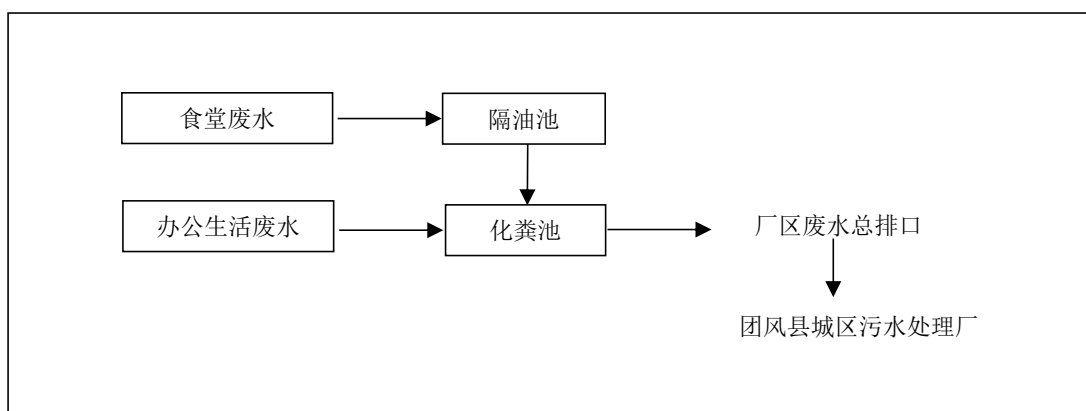 食堂废水
隔油池
办公生活废水
化粪池
厂区废水总排口
团风县城区污水处理厂